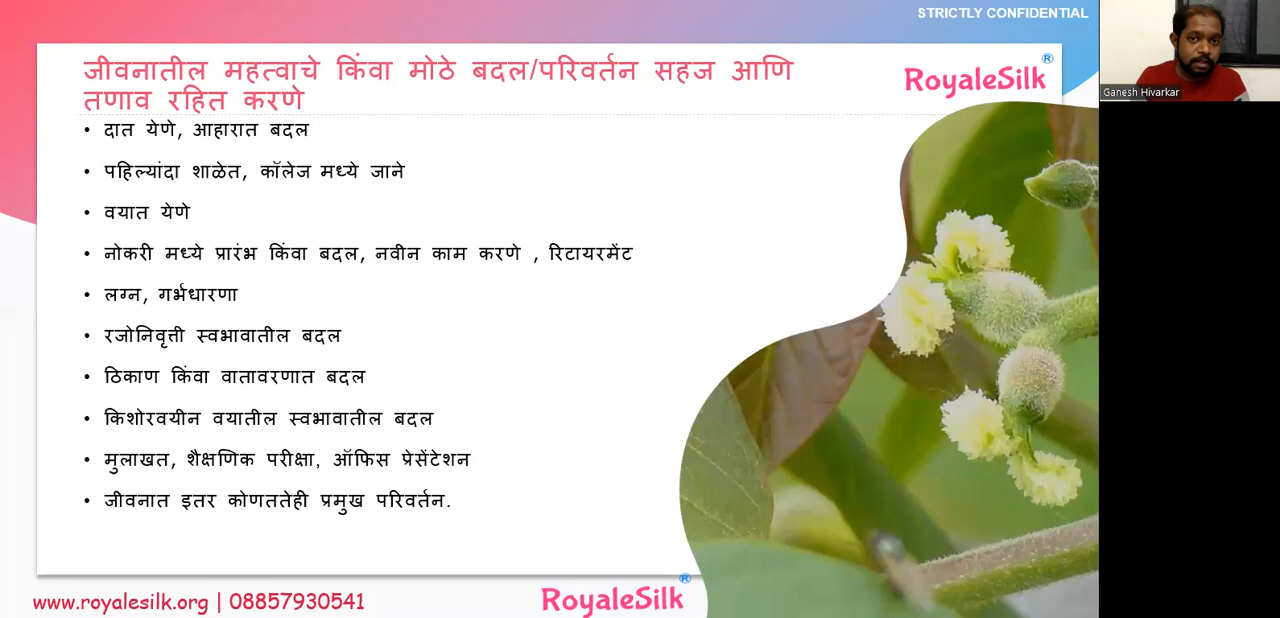 STRICTLY CONFIDENTIAL
जीवनातील महत्वाचे किंवा मोठे बदल/परिवर्तन सहज आणि
तणाव रहित करणे
RoyaleSilk®
• दात येणे, आहारात बदल
• पहिल्यांदा शाळेत, कॉलेज मध्ये जाने
• वयात येणे
• नोकरी मध्ये प्रारंभ किंवा बदल, नवीन काम करणे , रिटायरमेंट
• लग्न, गर्भधारणा
• रजोनिवृत्ती स्वभावातील बदल
• ठिकाण किंवा वातावरणात बदल
• किशोरवयीन वयातील स्वभावातील बदल
• मुलाखत, शैक्षणिक परीक्षा, ऑफिस प्रेसेंटेशन
• जीवनात इतर कोणततेही प्रमुख परिवर्तन.
www.royalesilk.org | 08857930541
RoyaleSilk®
Ganesh Hivarkar